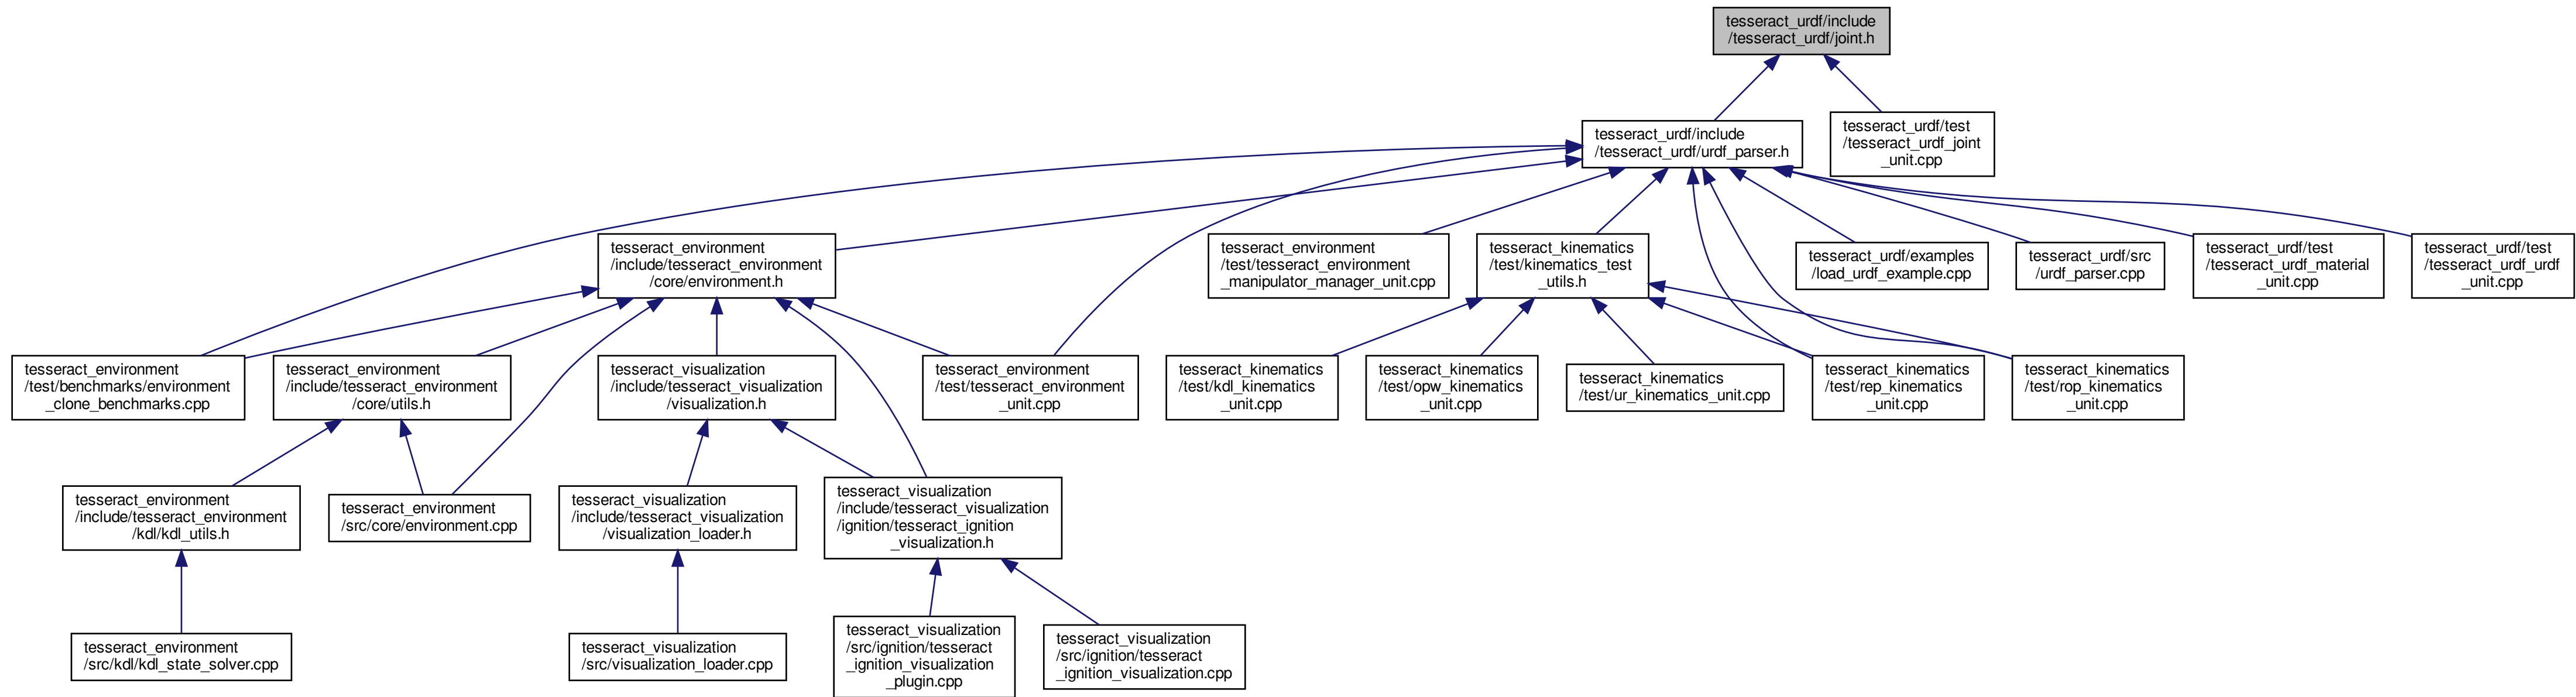 tesseract_urdf/include
/tesseract_urdf/joint.h
tesseract_urdf/include
/tesseract_urdf/urdf_parser.h
tesseract_urdf/test
/tesseract_urdf_joint
_unit.cpp
tesseract_environment
/include/tesseract_environment
/core/environment.h
tesseract_environment
/test/tesseract_environment
_manipulator_manager_unit.cpp
tesseract_kinematics
/test/kinematics_test
_utils.h
tesseract_urdf/examples
/load_urdf_example.cpp
tesseract_urdf/src
/urdf_parser.cpp
tesseract_urdf/test
/tesseract_urdf_material
_unit.cpp
tesseract_urdf/test
/tesseract_urdf_urdf
_unit.cpp
tesseract_environment
/test/benchmarks/environment
_clone_benchmarks.cpp
tesseract_environment
/include/tesseract_environment
/core/utils.h
tesseract_visualization
/include/tesseract_visualization
/visualization.h
tesseract_environment
/test/tesseract_environment
_unit.cpp
tesseract_kinematics
/test/kdl_kinematics
_unit.cpp
tesseract_kinematics
/test/opw_kinematics
_unit.cpp
tesseract_kinematics
/test/ur_kinematics_unit.cpp
tesseract_kinematics
/test/rep_kinematics
_unit.cpp
tesseract_kinematics
/test/rop_kinematics
_unit.cpp
tesseract_environment
/include/tesseract_environment
/kdl/kdl_utils.h
tesseract_environment
/src/core/environment.cpp
tesseract_visualization
/include/tesseract_visualization
/visualization_loader.h
tesseract_visualization
/include/tesseract_visualization
/ignition/tesseract_ignition
_visualization.h
tesseract_environment
/src/kdl/kdl_state_solver.cpp
tesseract_visualization
/src/visualization_loader.cpp
tesseract_visualization
/src/ignition/tesseract
_ignition_visualization
_plugin.cpp
tesseract_visualization
/src/ignition/tesseract
_ignition_visualization.cpp